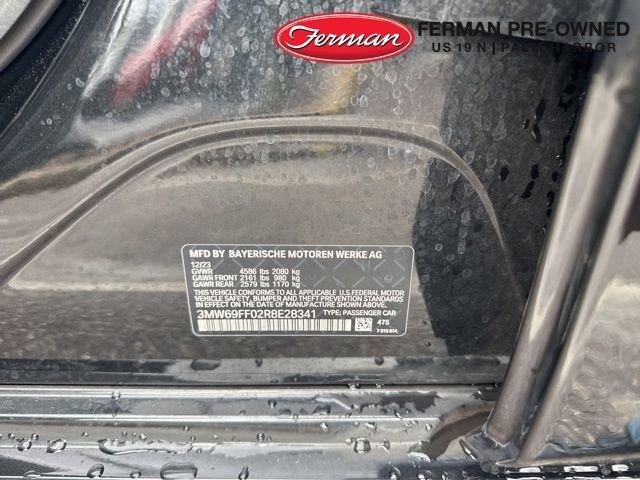 Ferman
FERMAN PRE-OWNED
US 19 N | PALM HARBOR
MFD BY BAYERISCHE MOTOREN WERKE AG
12/23
GVWR 4586 lbs 2080 kg
GAWR FRONT 2161 lbs 980 kg
GAWR REAR 2579 lbs 1170 kg
THIS VEHICLE CONFORMS TO ALL APPLICABLE U.S.FEDERAL MOTOR
VEHICLE SAFETY, BUMPER, AND THEFT PREVENTION STANDARDS
IN EFFECT ON THE DATE OF MANUFACTURE SHOWN ABOVE.
3MW69FF02R8E28341 TYPE: PASSENGER CAR
475
7 315 014